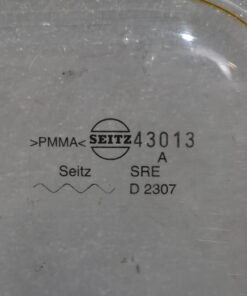 >PMMA< SEITZ 43013
A
Seitz SRE
D 2307